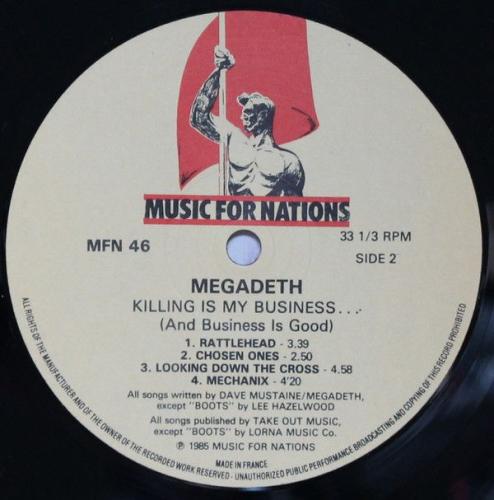 MUSIC FOR NATIONS
MFN 46
33 1/3 RPM
SIDE 2
MEGADETH
KILLING IS MY BUSINESS...
(And Business Is Good)
1. RATTLEHEAD - 3.39
2. CHOSEN ONES - 2.50
3. LOOKING DOWN THE CROSS - 4.58
4. MECHANIX - 4'20
All songs written by DAVE MUSTAINE/MEGADETH,
except "BOOTS" by LEE HAZELWOOD
All songs published by TAKE OUT MUSIC,
except "BOOTS" by LORNA MUSIC Co.
℗ 1985 MUSIC FOR NATIONS
MADE IN FRANCE
ALL RIGHTS OF THE MANUFACTURER AND OF THE OWNER OF THE RECORDED WORK RESERVED - UNAUTHORIZED PUBLIC PERFORMANCE BROADCASTING AND COPYING OF THIS RECORD PROHIBITED